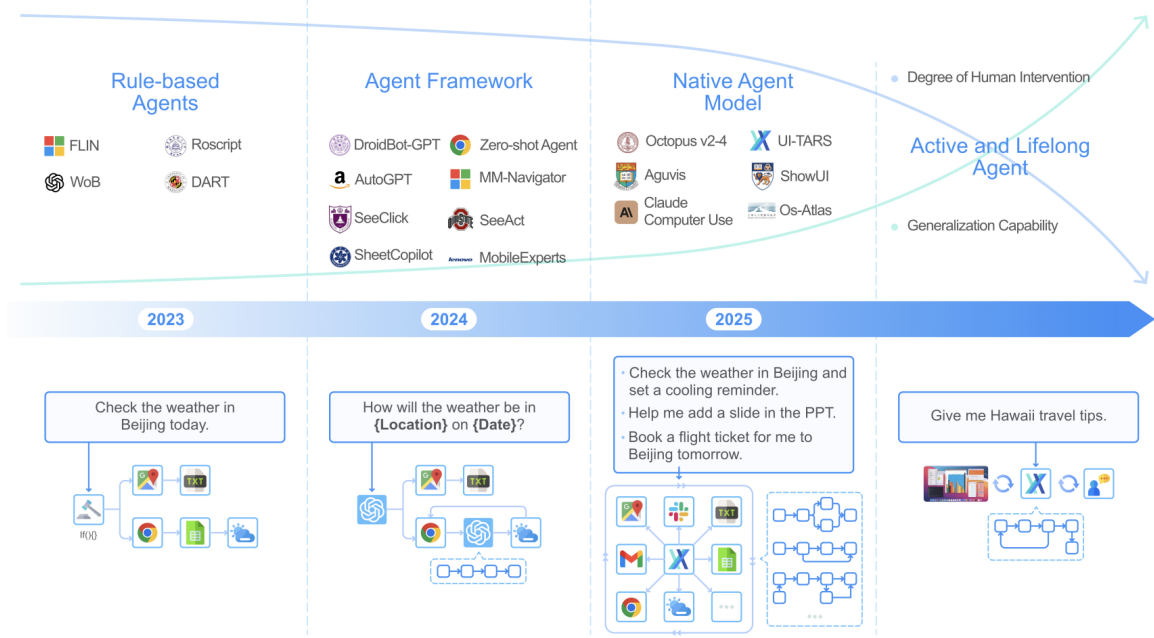 Rule-based
Agents
FLIN
Roscript
WoB
DART
Agent Framework
DroidBot-GPT
Zero-shot Agent
a AutoGPT
MM-Navigator
SeeClick
SeeAct
SheetCopilot
lenovo MobileExperts
Native Agent
Model
Octopus v2-4
UI-TARS
Aguvis
ShowUI
Claude
Computer Use
Os-Atlas
Degree of Human Intervention
Active and Lifelong
Agent
Generalization Capability
2023
2024
2025
Check the weather in
Beijing today.
If(){}
TXT
How will the weather be in
{Location} on {Date}?
TXT
• Check the weather in Beijing and
set a cooling reminder.
• Help me add a slide in the PPT.
• Book a flight ticket for me to
Beijing tomorrow.
TXT
...
...
Give me Hawaii travel tips.